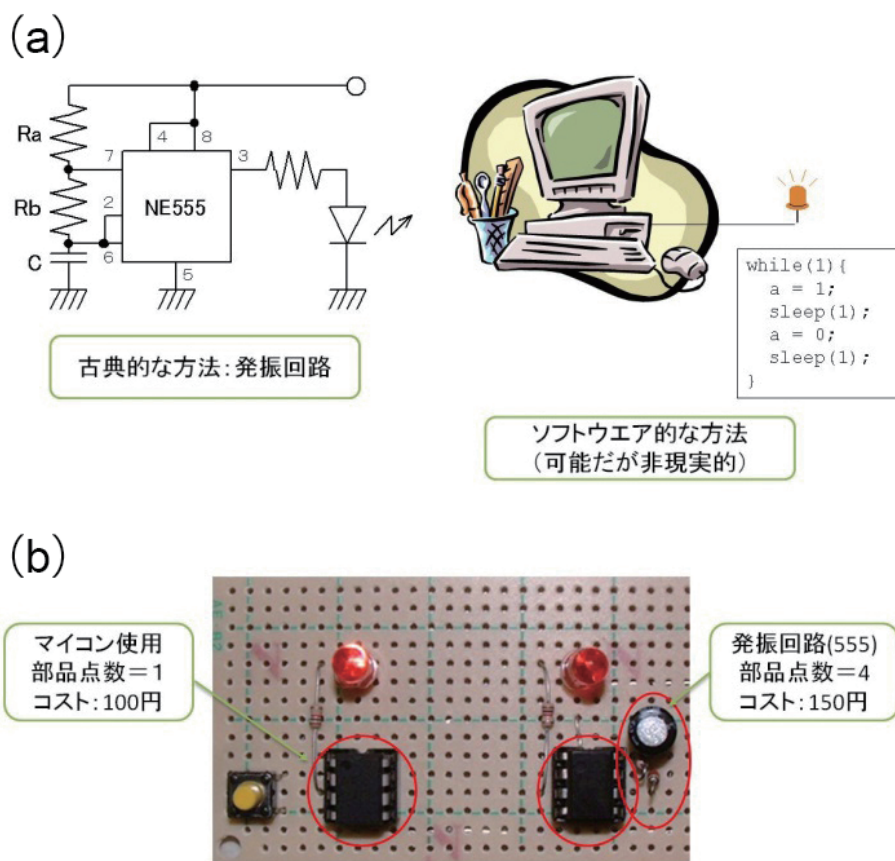 (a)
Ra
Rb
C
4
8
7
3
2
NE555
6
5
古典的な方法：発振回路
while(1){
a = 1;
sleep(1);
a = 0;
sleep(1);
}
ソフトウエア的な方法
（可能だが非現実的）
(b)
マイコン使用
部品点数＝1
コスト：100円
発振回路(555)
部品点数＝4
コスト：150円